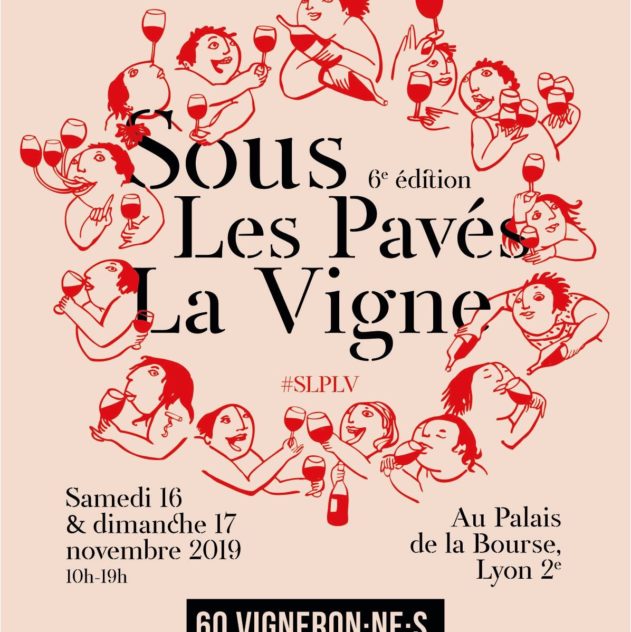 Sous
6e édition
Les Pavés
La Vigne
#SLPLV
Samedi 16
& dimanche 17
novembre 2019
10h-19h
Au Palais
de la Bourse,
Lyon 2e
60 VIGNERON·NE·S